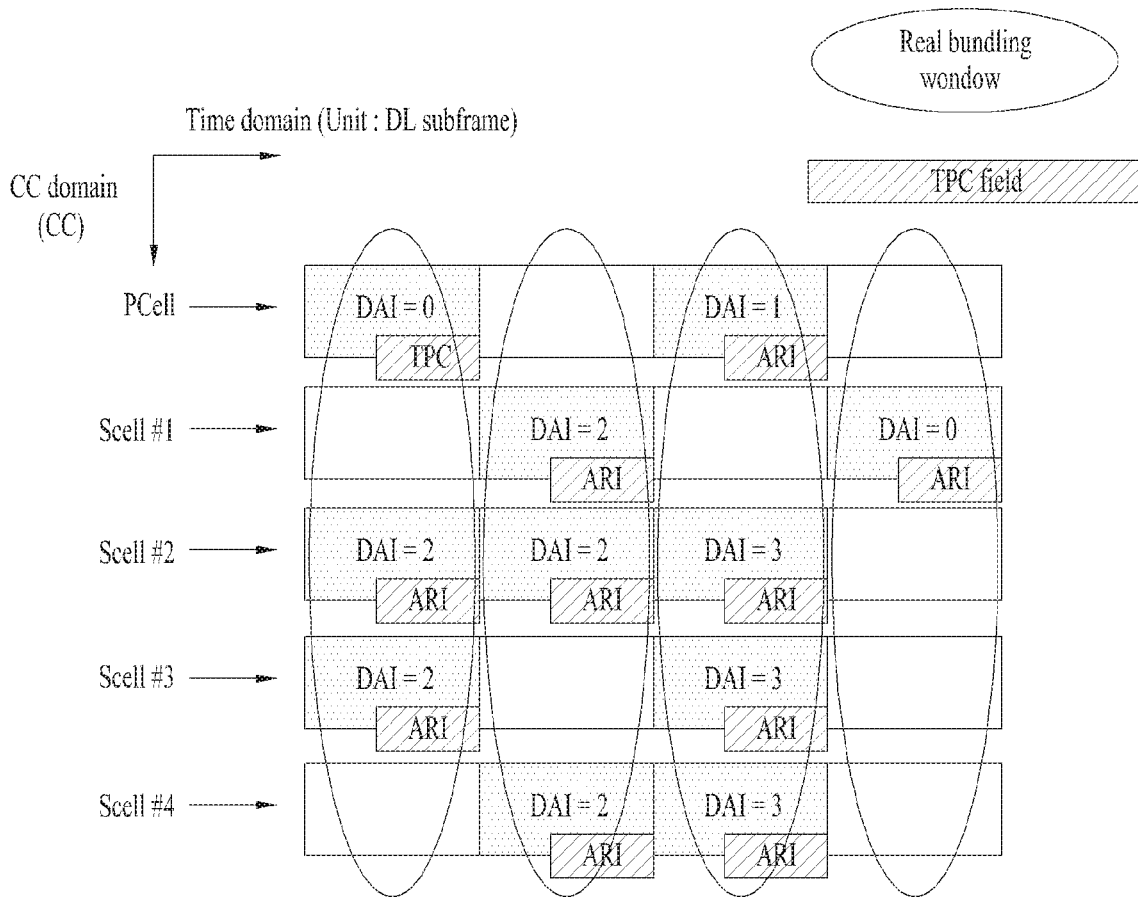 Real bundling
wondow
Time domain (Unit : DL subframe)
CC domain
(CC)
TPC field
PCell
DAI = 0
DAI = 1
TPC
ARI
Scell #1
DAI = 2
DAI = 0
ARI
ARI
Scell #2
DAI = 2
DAI = 2
DAI = 3
ARI
ARI
ARI
Scell #3
DAI = 2
DAI = 3
ARI
ARI
Scell #4
DAI = 2
DAI = 3
ARI
ARI